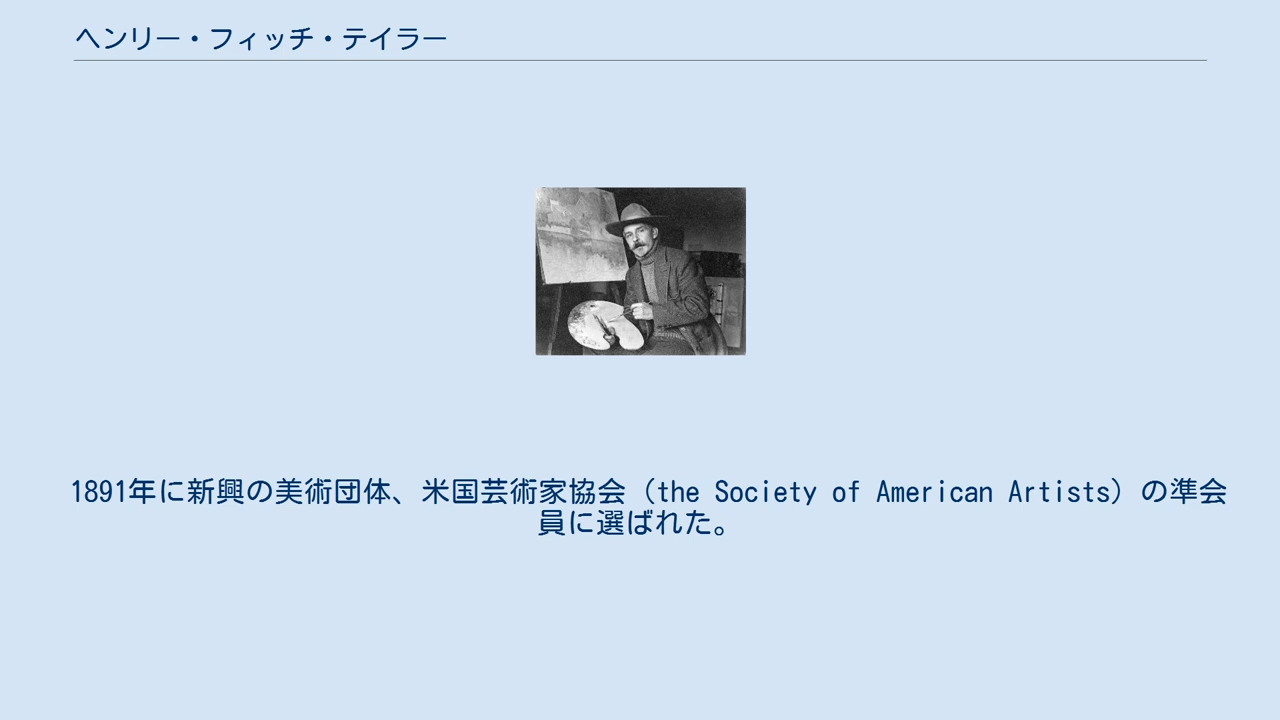 ヘンリー・フィッチ・テイラー
1891年に新興の美術団体、米国芸術家協会（the Society of American Artists）の準会
員に選ばれた。